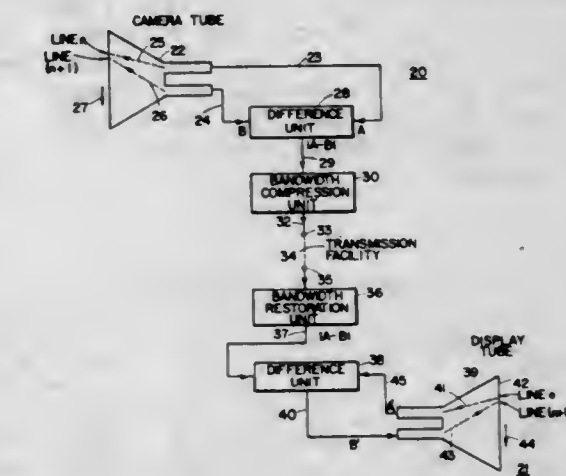 CAMERA TUBE
LINE n
25
22
LINE
(n+1)
23
20
27
26
24
28
DIFFERENCE
UNIT
B
A
|A-B|
29
BANDWIDTH
COMPRESSION
UNIT
30
32
33
34
TRANSMISSION
FACILITY
35
BANDWIDTH
RESTORATION
UNIT
36
37
|A-B|
DISPLAY
TUBE
DIFFERENCE
UNIT
38
39
45
41
42
LINE n
40
43
44
B'
21